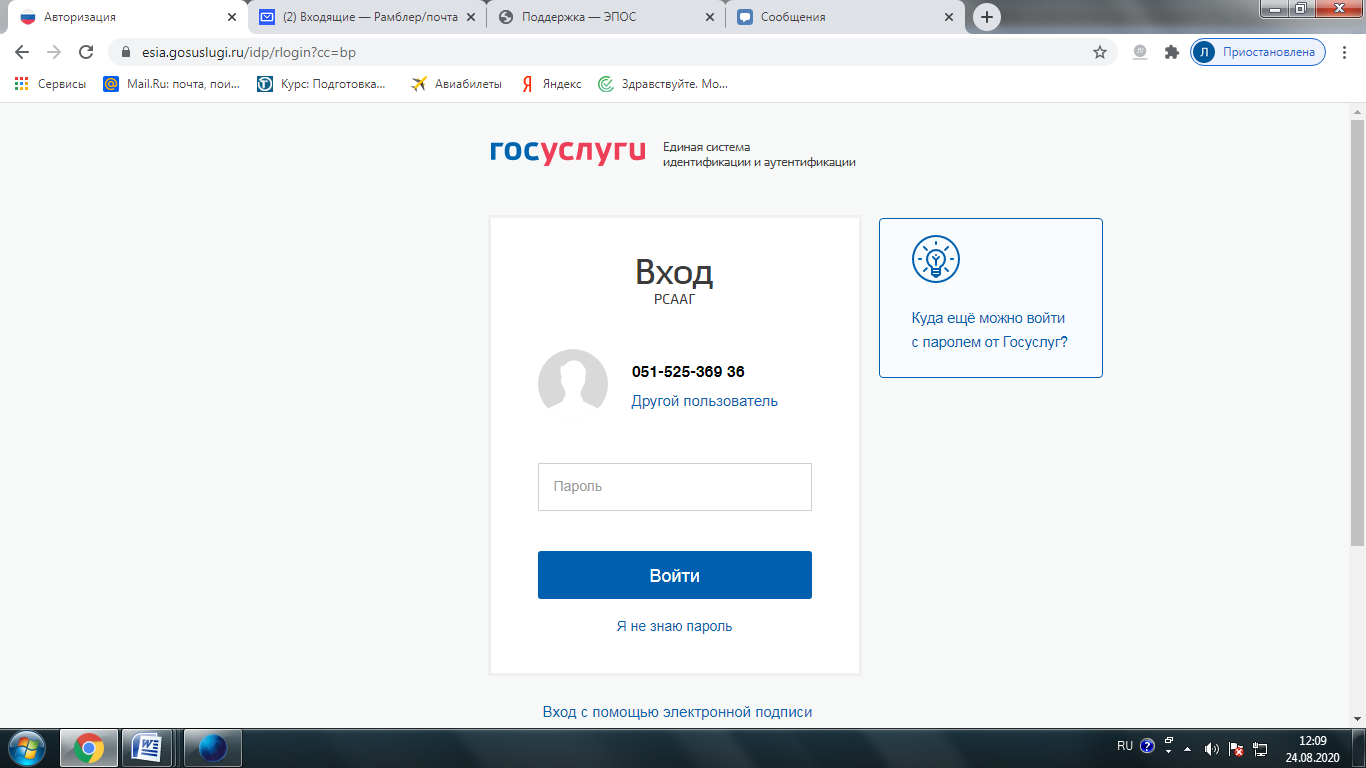 Авторизация
(2) Входящие — Рамблер/почта
Поддержка — ЭПОС
Сообщения
esia.gosuslugi.ru/idp/rlogin?cc=bp
Л
Приостановлена
Сервисы
Mail.Ru: почта, пои...
Курс: Подготовка...
Авиабилеты
Яндекс
Здравствуйте. Мо...
госуслуги
Единая система
идентификации и аутентификации
Вход
РСААГ
051-525-369 36
Другой пользователь
Пароль
Войти
Я не знаю пароль
Вход с помощью электронной подписи
Куда ещё можно войти
с паролем от Госуслуг?
RU
12:09
24.08.2020